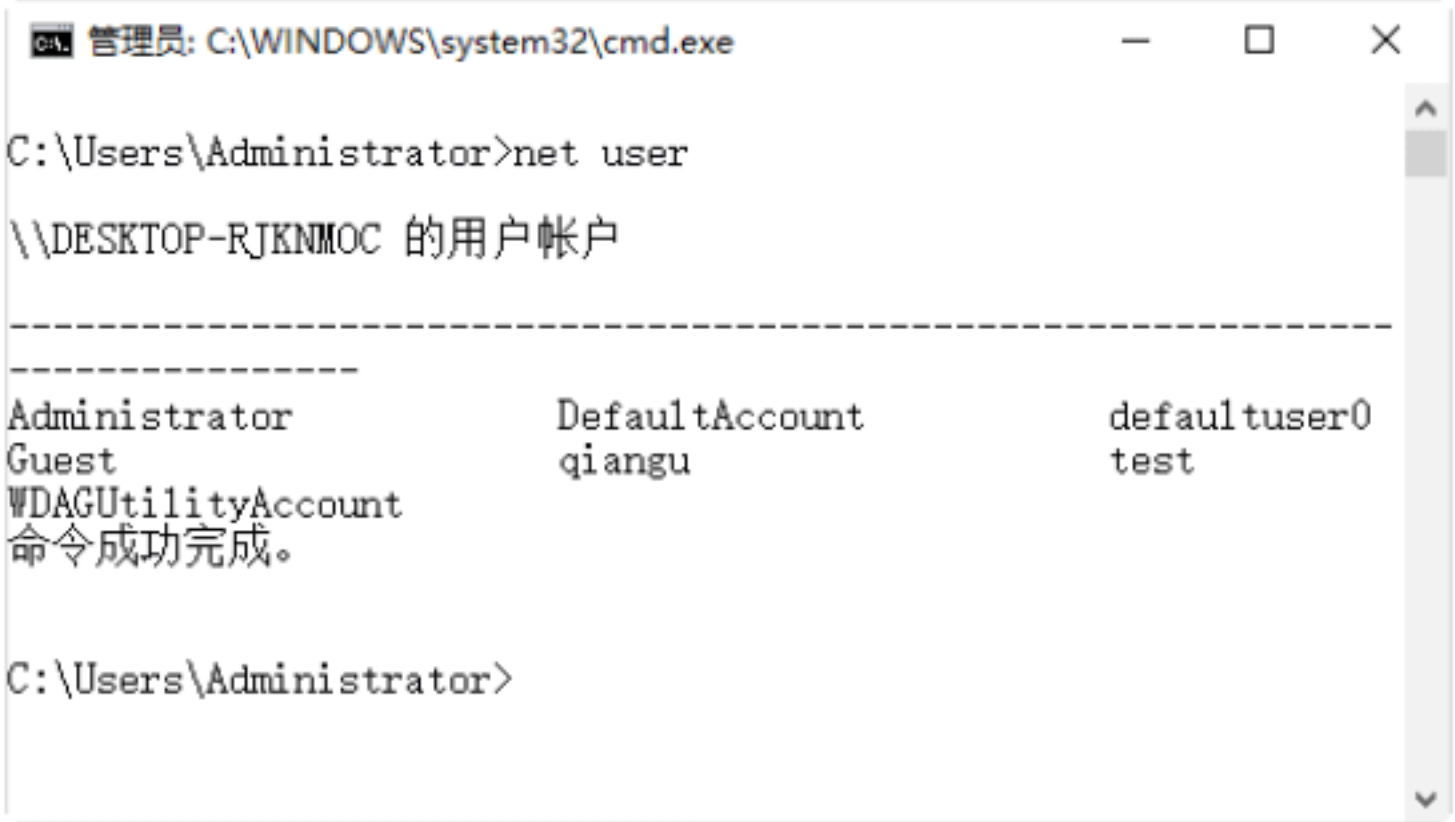 管理员: C:\WINDOWS\system32\cmd.exe
C:\Users\Administrator>net user
\\DESKTOP-RJKNMOC 的用户帐户
---------------------------------------------------------------
----------------
Administrator DefaultAccount defaultuser0
Guest qiangu test
WDAGUtilityAccount
命令成功完成。
C:\Users\Administrator>